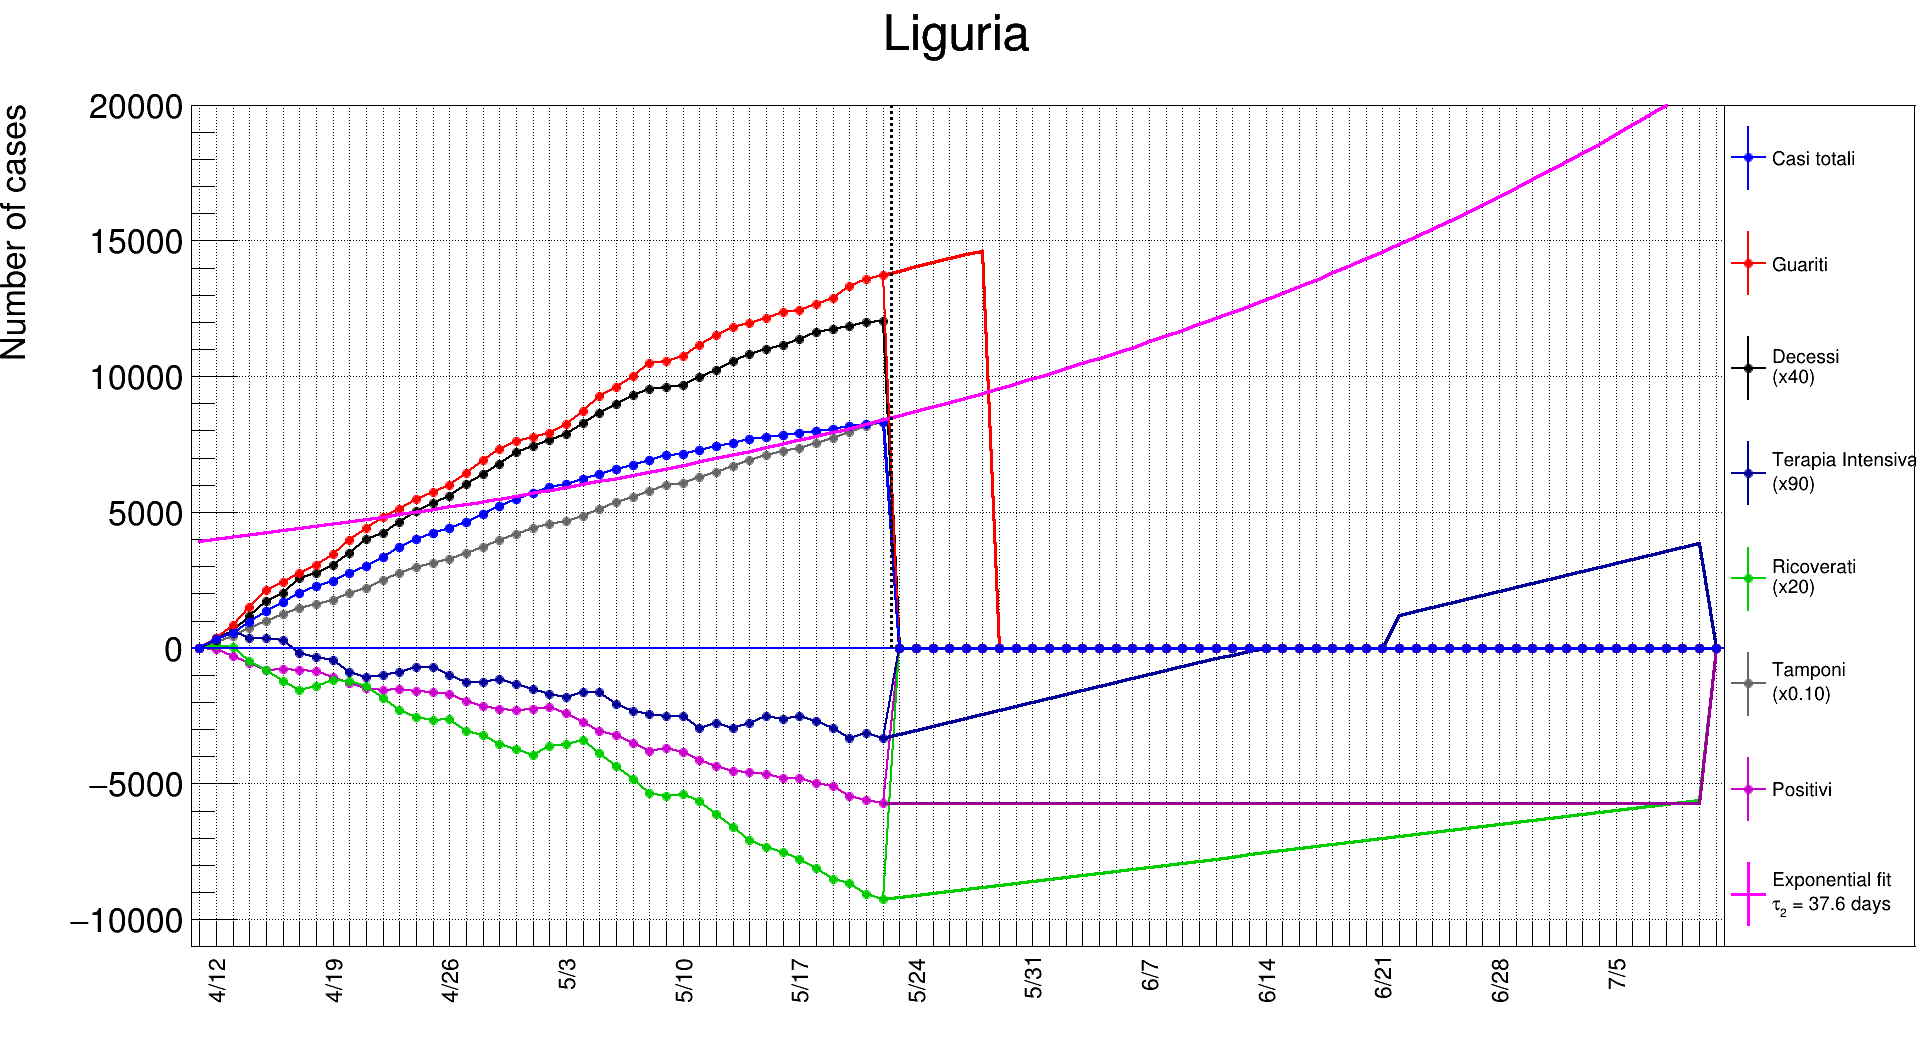 Liguria
Number of cases
20000
15000
10000
5000
0
−5000
−10000
4/12
4/19
4/26
5/3
5/10
5/17
5/24
5/31
6/7
6/14
6/21
6/28
7/5
Casi totali
Guariti
Decessi
(x40)
Terapia Intensiva
(x90)
Ricoverati
(x20)
Tamponi
(x0.10)
Positivi
Exponential fit
τ2 = 37.6 days